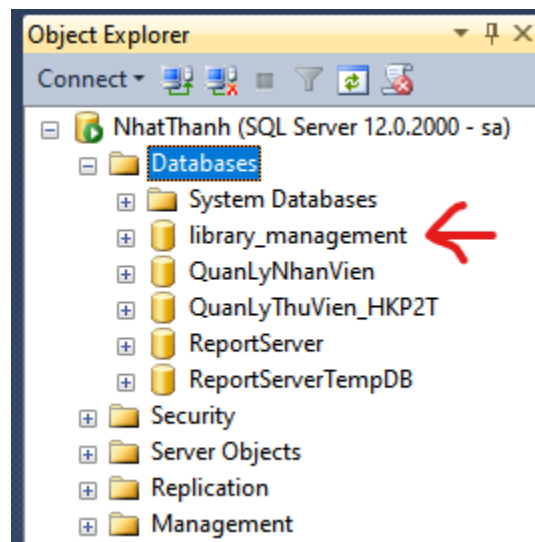 Object Explorer
Connect
NhatThanh (SQL Server 12.0.2000 - sa)
Databases
System Databases
library_management
QuanLyNhanVien
QuanLyThuVien_HKP2T
ReportServer
ReportServerTempDB
Security
Server Objects
Replication
Management